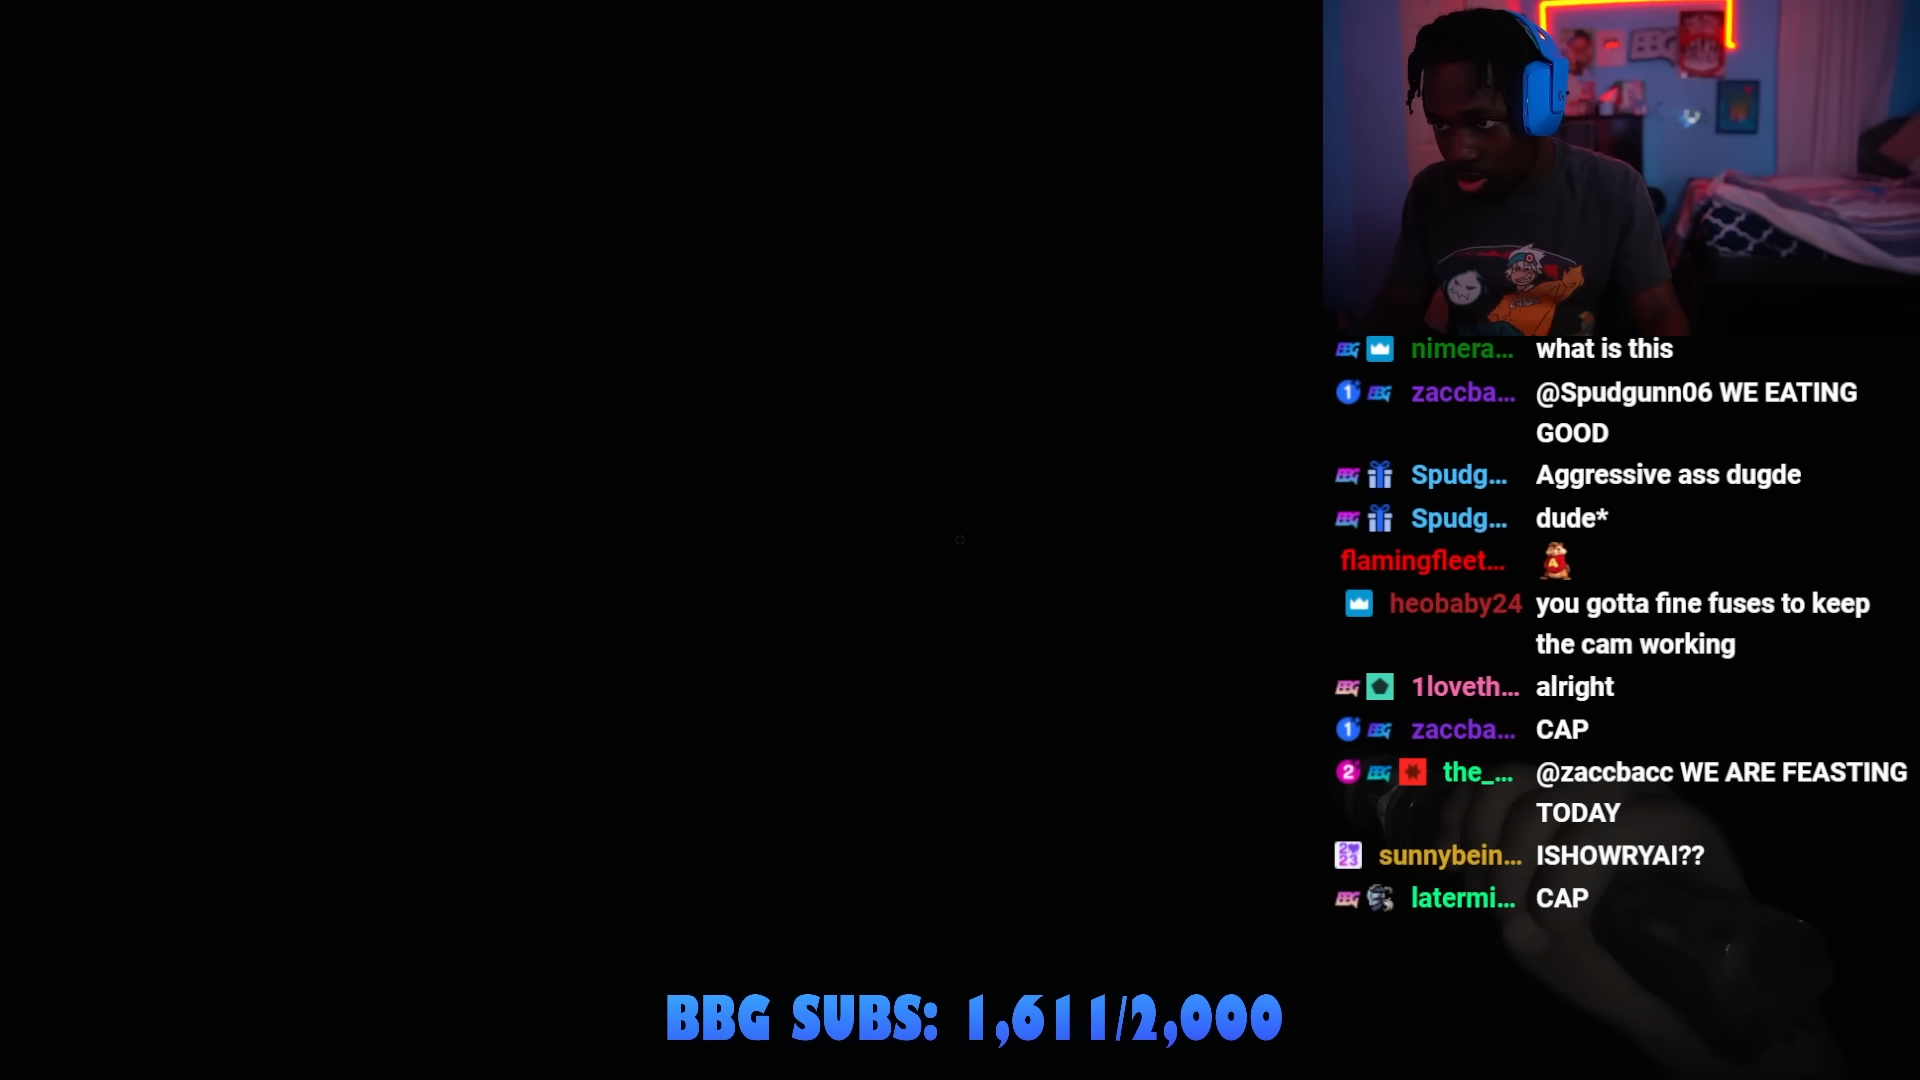 nimera... what is this
zaccba... @Spudgunn06 WE EATING
GOOD
Spudg... Aggressive ass dugde
Spudg... dude*
flamingfleet...
heobaby24 you gotta fine fuses to keep
the cam working
1loveth... alright
zaccba... CAP
the_... @zaccbacc WE ARE FEASTING
TODAY
sunnybein... ISHOWRYAI??
latermi... CAP
BBG SUBS: 1,611/2,000